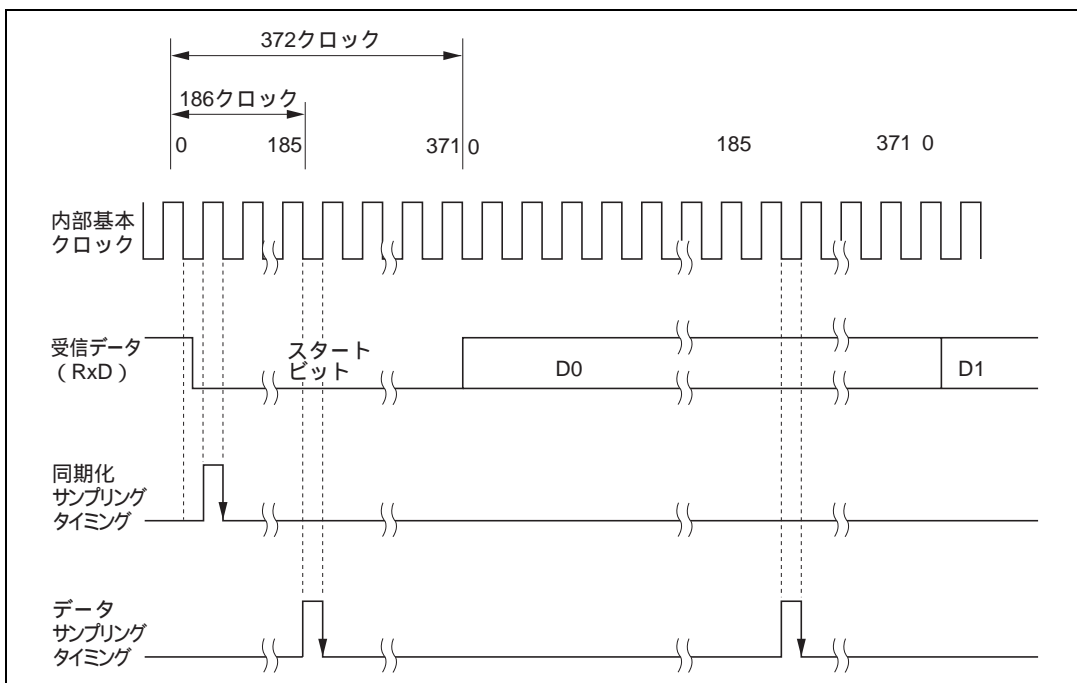 372クロック
186クロック
0 185 371 0 185 371 0
内部基本
クロック
受信データ
(RxD)
スタート
ビット
D0
D1
同期化
サンプリング
タイミング
データ
サンプリング
タイミング